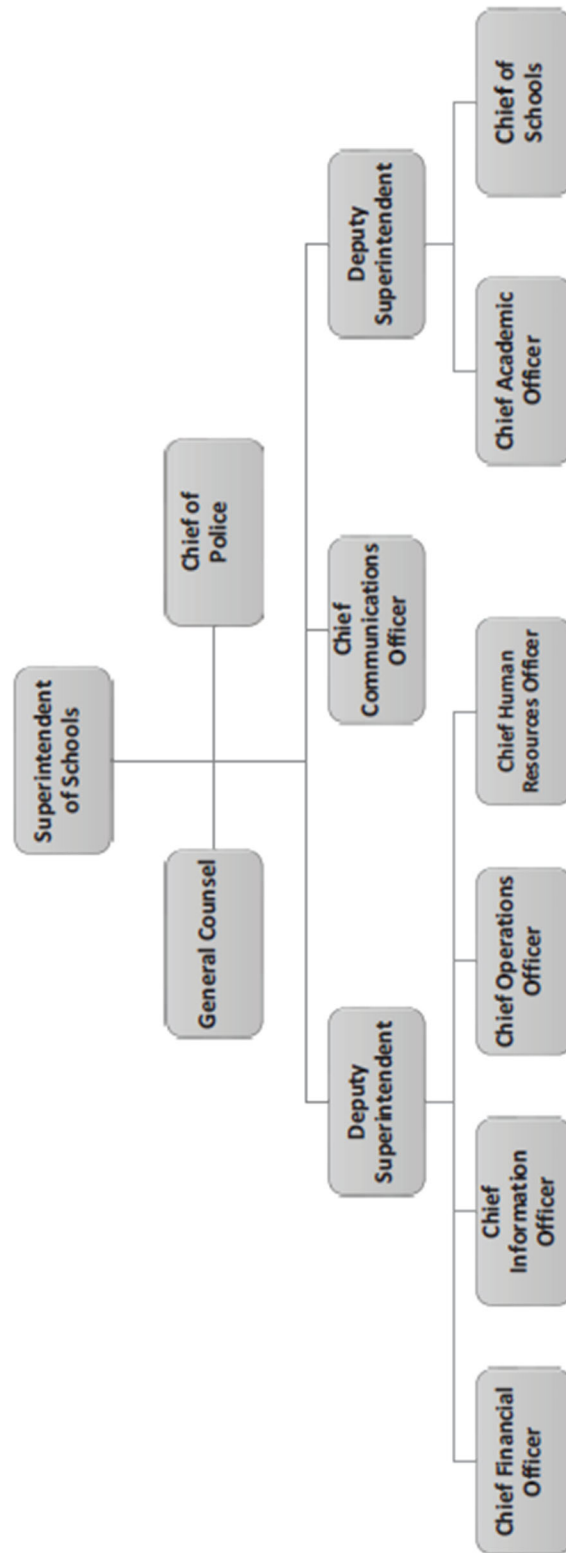 Superintendent
of Schools
General Counsel
Chief of
Police
Deputy
Superintendent
Chief
Communications
Officer
Deputy
Superintendent
Chief Financial
Officer
Chief
Information
Officer
Chief Operations
Officer
Chief Human
Resources Officer
Chief Academic
Officer
Chief of
Schools